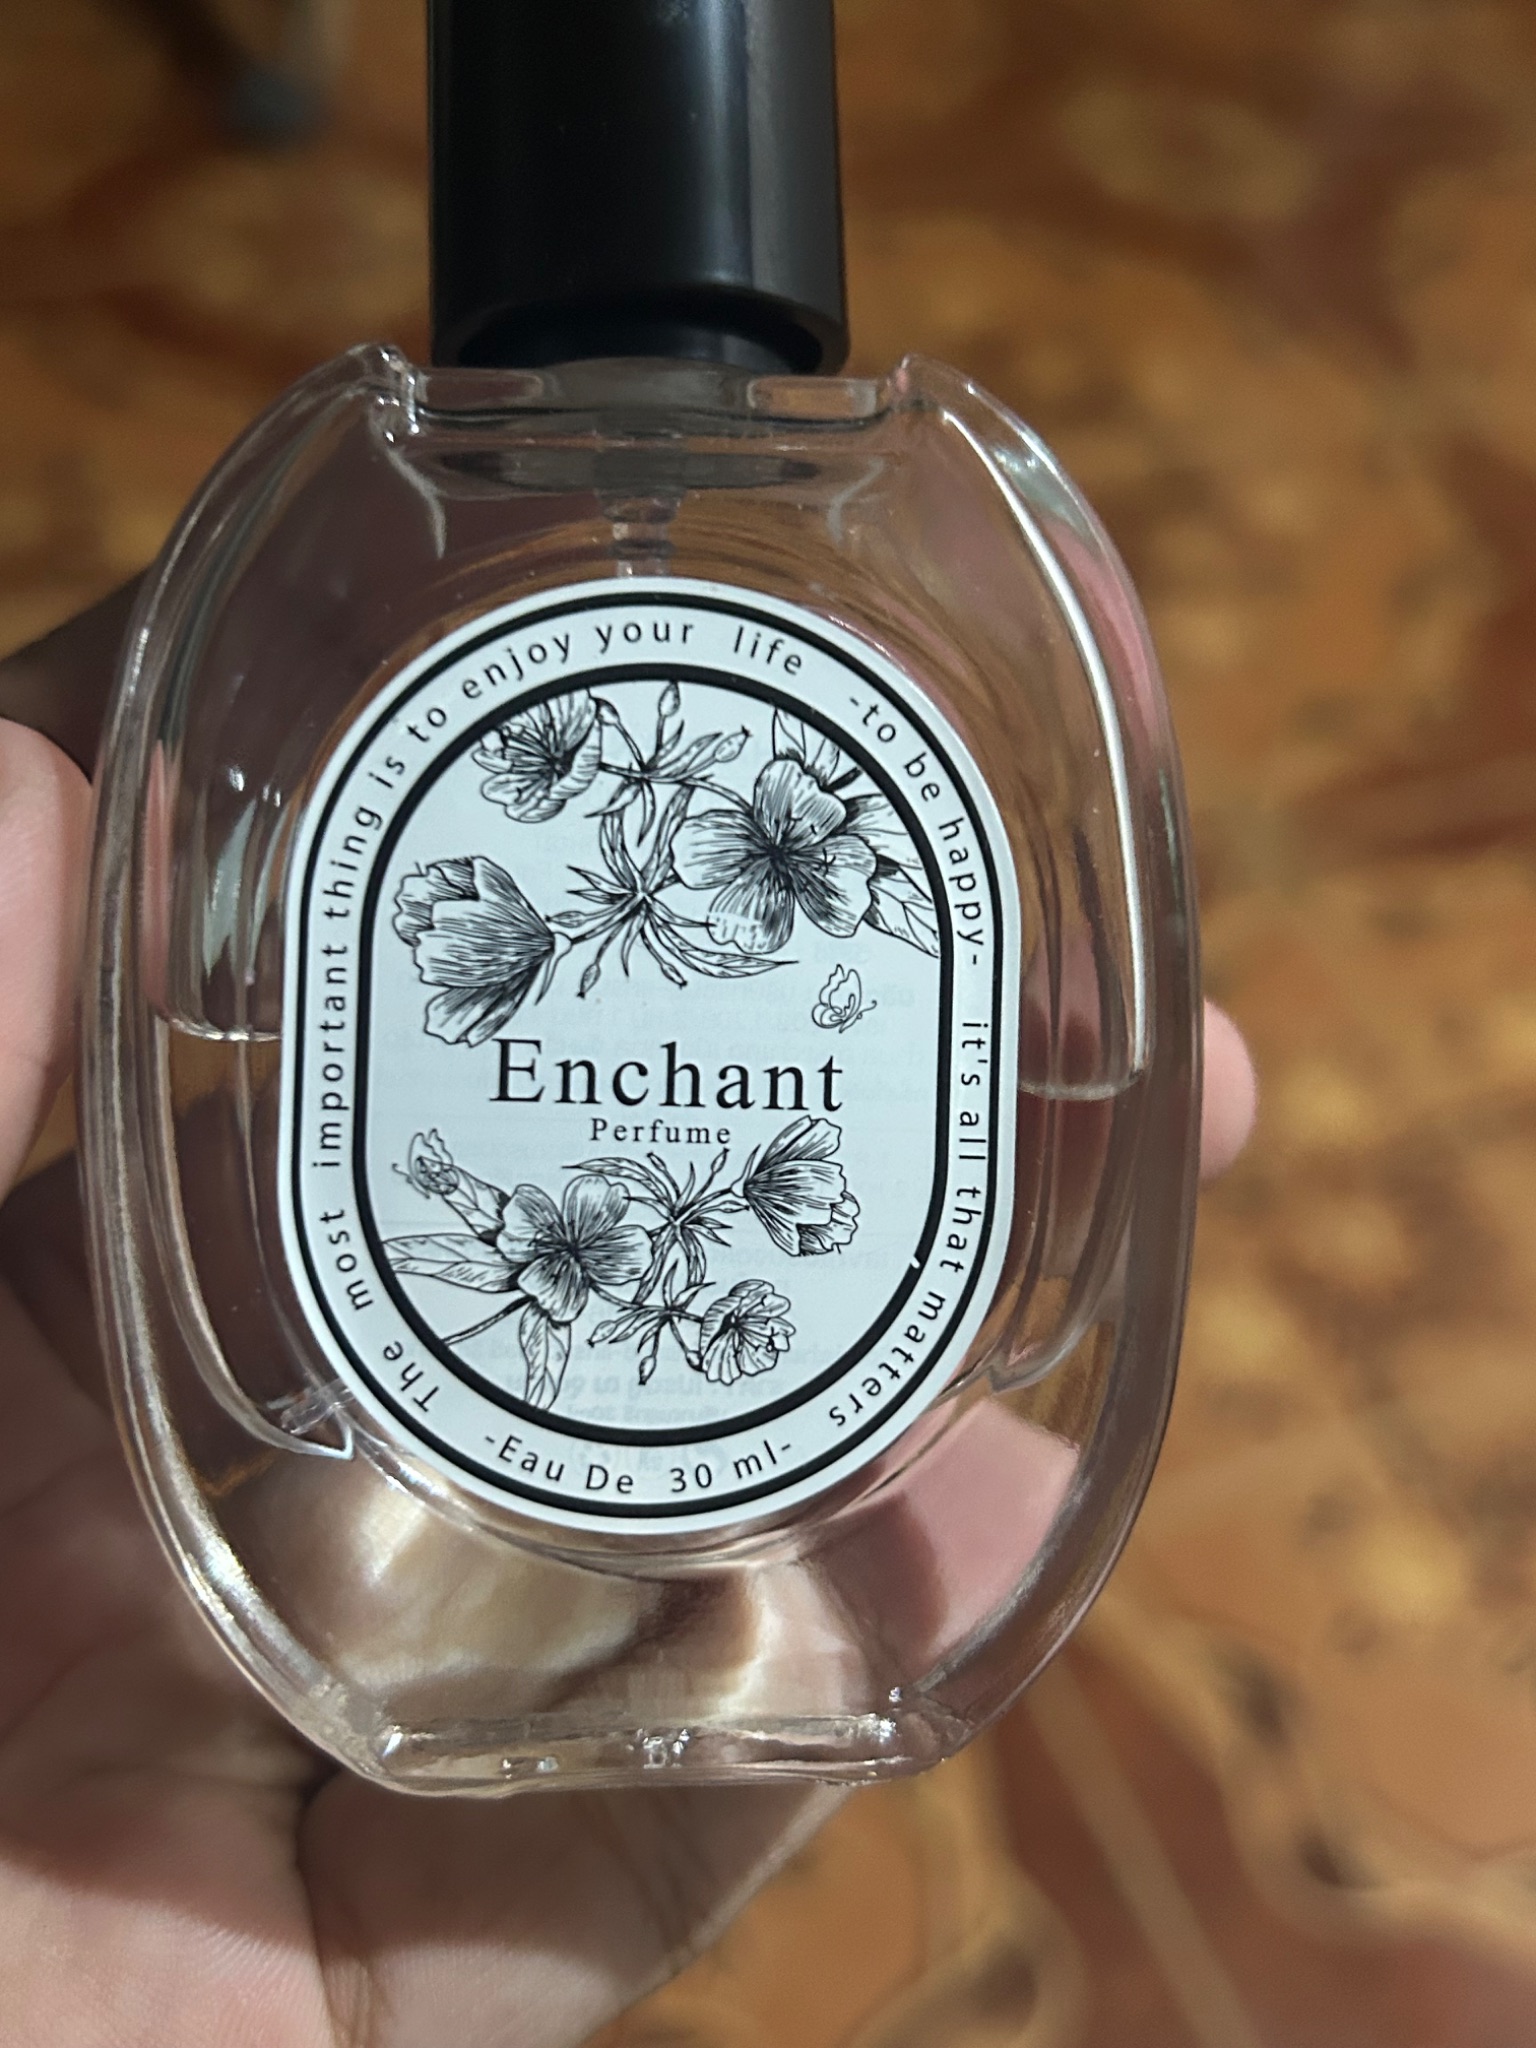 The most important thing is to enjoy your life -to be happy- it's all that matters
Enchant
Perfume
-Eau De 30 ml-